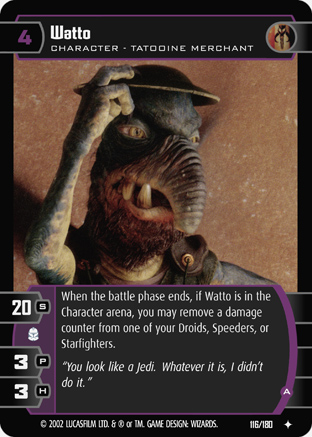 4 Watto
CHARACTER - TATOOINE MERCHANT
20 S
3 P
3 H
When the battle phase ends, if Watto is in the
Character arena, you may remove a damage
counter from one of your Droids, Speeders, or
Starfighters.
“You look like a Jedi. Whatever it is, I didn’t
do it.”
A
© 2002 LUCASFILM LTD. & ® or TM. GAME DESIGN: WIZARDS. 116/180